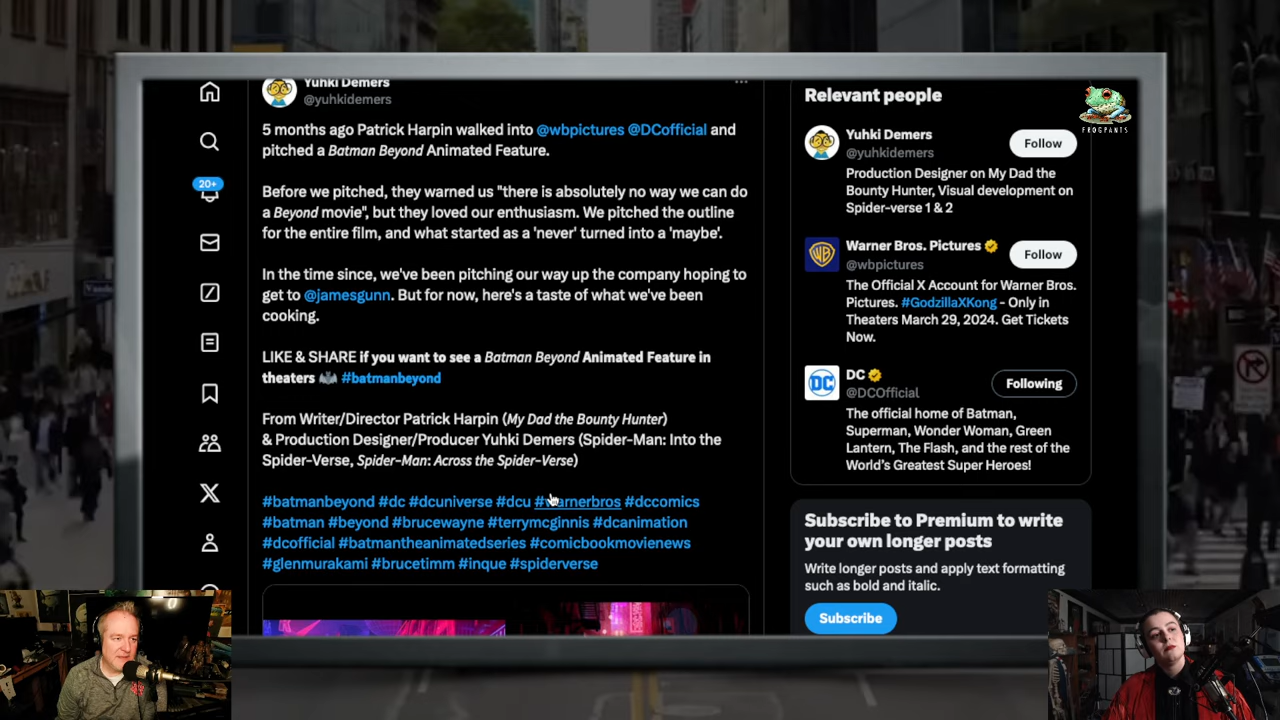 Yuhki Demers
@yuhkidemers
5 months ago Patrick Harpin walked into @wbpictures @DCofficial and
pitched a Batman Beyond Animated Feature.
Before we pitched, they warned us "there is absolutely no way we can do
a Beyond movie", but they loved our enthusiasm. We pitched the outline
for the entire film, and what started as a 'never' turned into a 'maybe'.
In the time since, we've been pitching our way up the company hoping to
get to @jamesgunn. But for now, here's a taste of what we've been
cooking.
LIKE & SHARE if you want to see a Batman Beyond Animated Feature in
theaters 🦇 #batmanbeyond
From Writer/Director Patrick Harpin (My Dad the Bounty Hunter)
& Production Designer/Producer Yuhki Demers (Spider-Man: Into the
Spider-Verse, Spider-Man: Across the Spider-Verse)
#batmanbeyond #dc #dcuniverse #dcu #warnerbros #dccomics
#batman #beyond #brucewayne #terrymcginnis #dcanimation
#dcofficial #batmantheanimatedseries #comicbookmovienews
#glenmurakami #brucetimm #inque #spiderverse
20+
Relevant people
Yuhki Demers
@yuhkidemers
Follow
Production Designer on My Dad the
Bounty Hunter, Visual development on
Spider-verse 1 & 2
Warner Bros. Pictures
@wbpictures
Follow
The Official X Account for Warner Bros.
Pictures. #GodzillaXKong - Only in
Theaters March 29, 2024. Get Tickets
Now.
DC
@DCOfficial
Following
The official home of Batman,
Superman, Wonder Woman, Green
Lantern, The Flash, and the rest of the
World's Greatest Super Heroes!
Subscribe to Premium to write
your own longer posts
Write longer posts and apply text formatting
such as bold and italic.
Subscribe
FROGPANTS